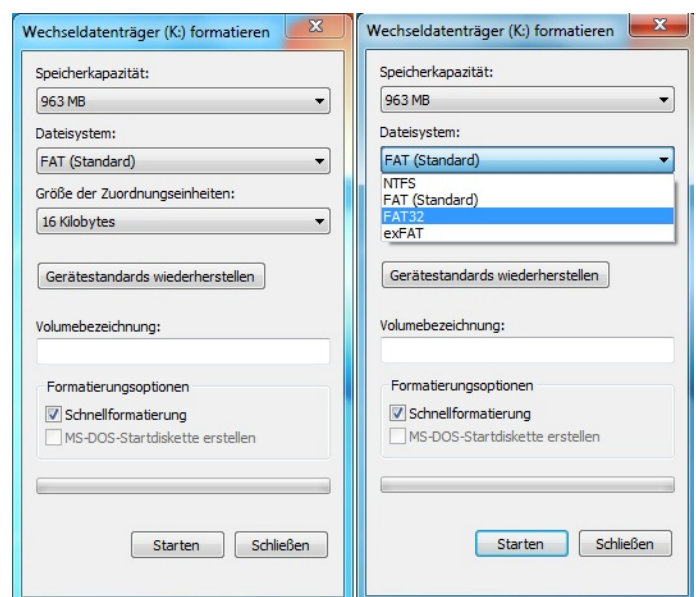 Wechseldatenträger (K:) formatieren
Speicherkapazität:
963 MB
Dateisystem:
FAT (Standard)
Größe der Zuordnungseinheiten:
16 Kilobytes
Gerätestandards wiederherstellen
Volumebezeichnung:
Formatierungsoptionen
Schnellformatierung
MS-DOS-Startdiskette erstellen
Starten
Schließen
Wechseldatenträger (K:) formatieren
Speicherkapazität:
963 MB
Dateisystem:
FAT (Standard)
NTFS
FAT (Standard)
FAT32
exFAT
Gerätestandards wiederherstellen
Volumebezeichnung:
Formatierungsoptionen
Schnellformatierung
MS-DOS-Startdiskette erstellen
Starten
Schließen